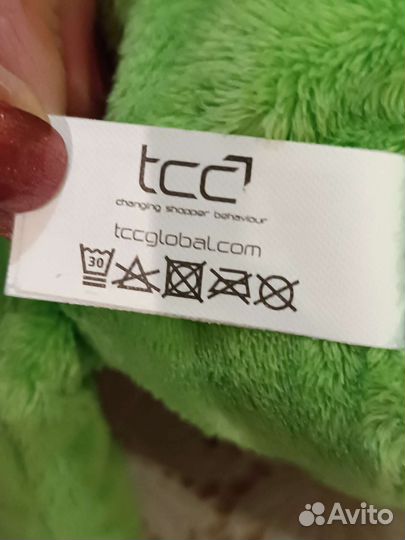 tcc
changing shopper behaviour
tccglobal.com
30
Avito